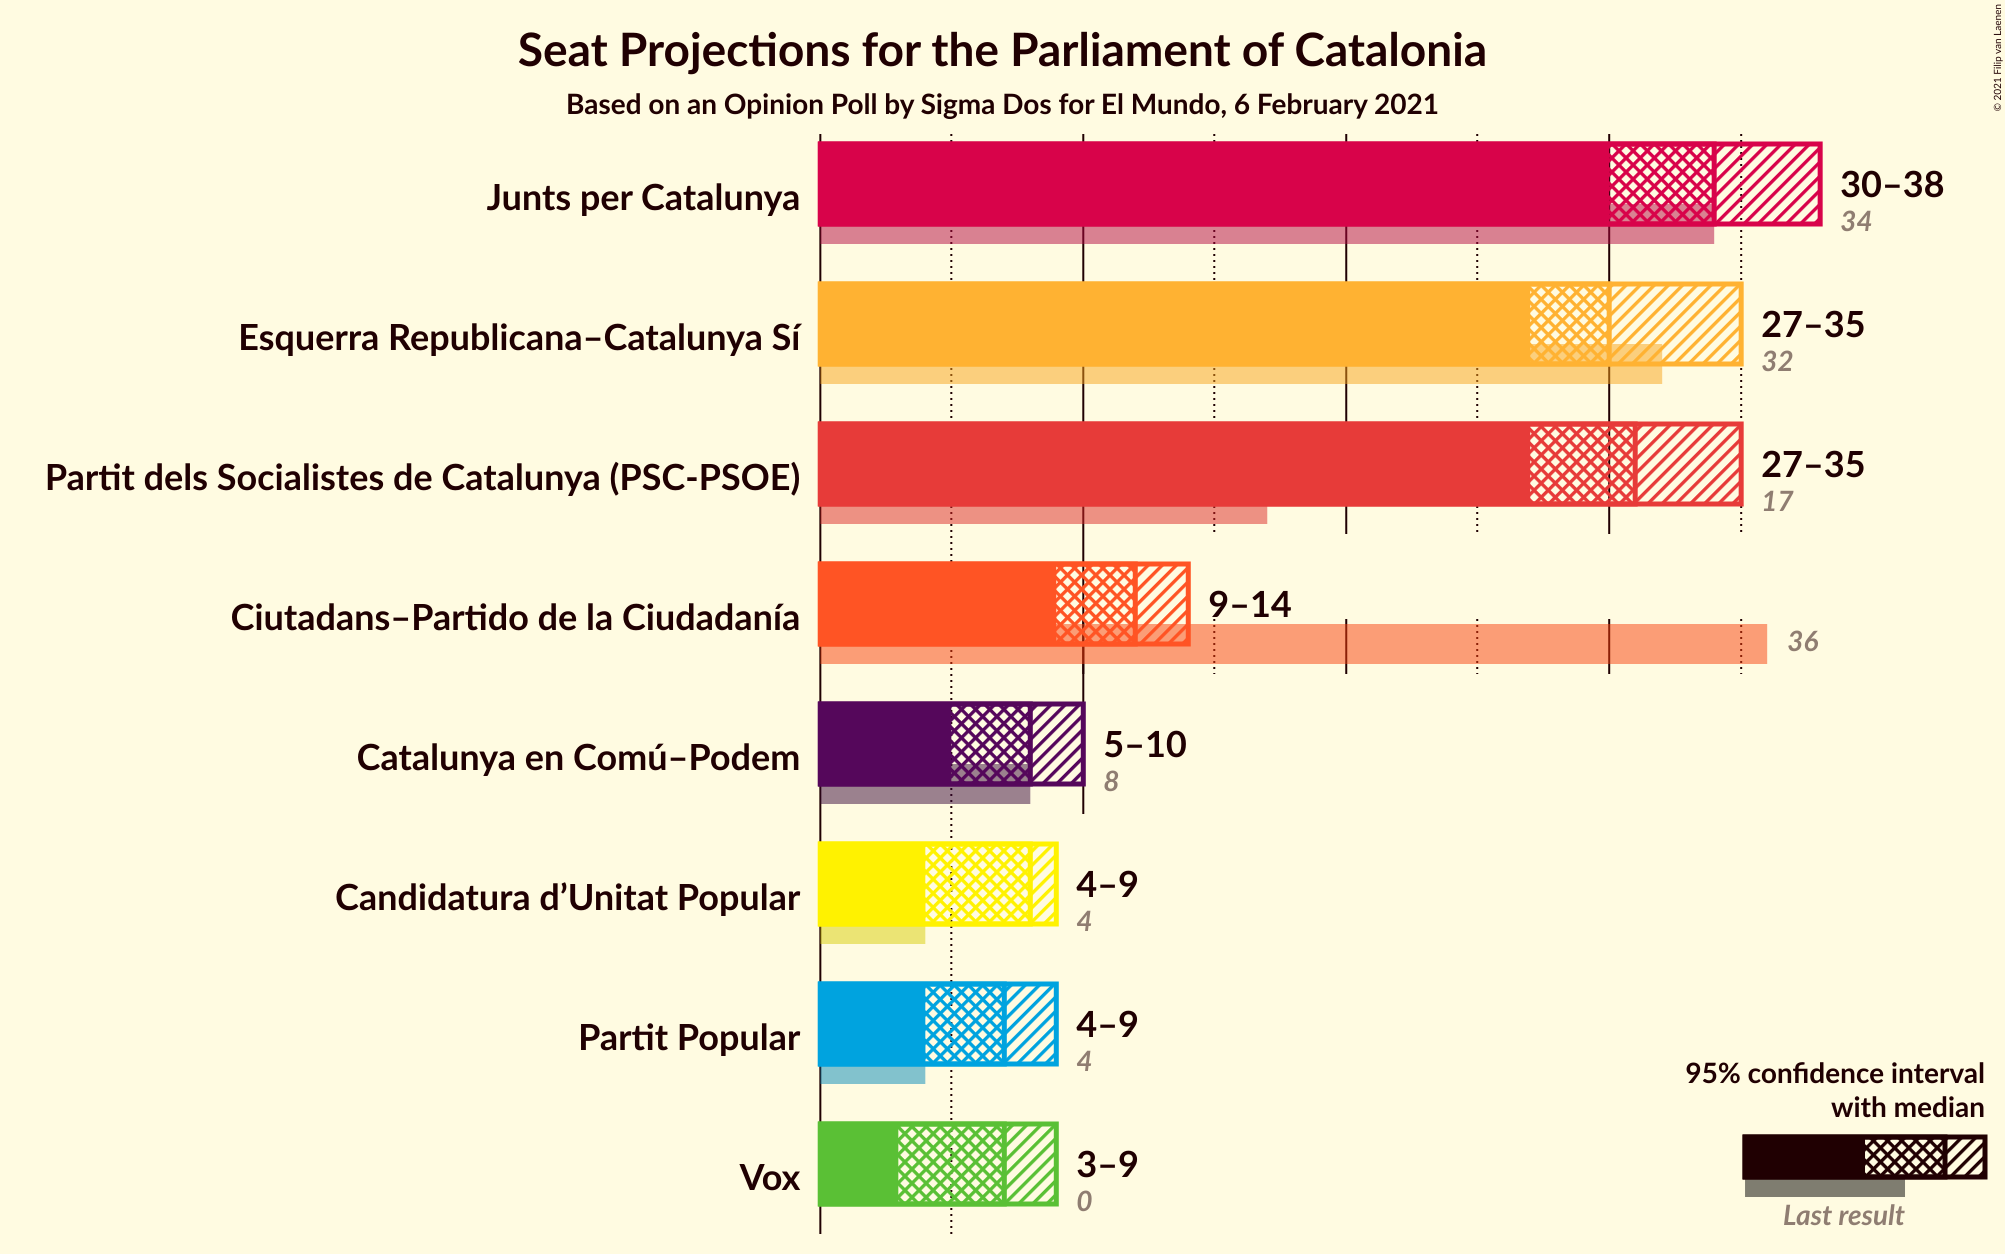 Seat Projections for the Parliament of Catalonia
Based on an Opinion Poll by Sigma Dos for El Mundo, 6 February 2021
© 2021 Filip van Laenen
Junts per Catalunya
30–38
34
Esquerra Republicana–Catalunya Sí
27–35
32
Partit dels Socialistes de Catalunya (PSC-PSOE)
27–35
17
Ciutadans–Partido de la Ciudadanía
9–14
36
Catalunya en Comú–Podem
5–10
8
Candidatura d’Unitat Popular
4–9
4
Partit Popular
4–9
4
Vox
3–9
0
95% confidence interval
with median
Last result